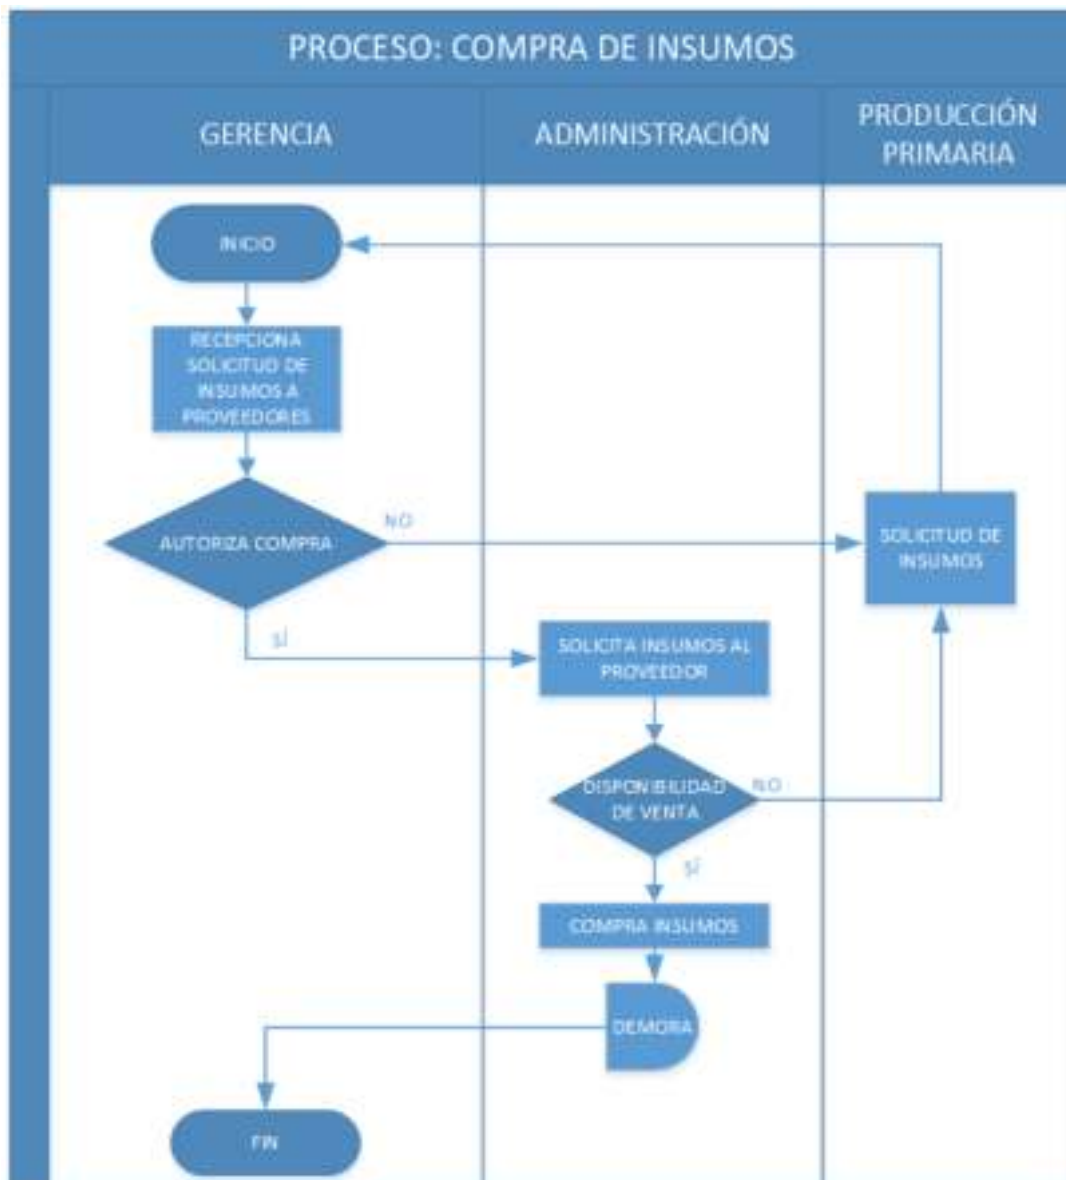 PROCESO: COMPRA DE INSUMOS
GERENCIA
ADMINISTRACIÓN
PRODUCCIÓN
PRIMARIA
INICIO
RECEPCIONA
SOLICITUD DE
INSUMOS A
PROVEEDORES
AUTORIZA COMPRA
NO
SOLICITUD DE
INSUMOS
SÍ
SOLICITA INSUMOS AL
PROVEEDOR
DISPONIBILIDAD
DE VENTA
NO
SÍ
COMPRA INSUMOS
DEMORA
FIN